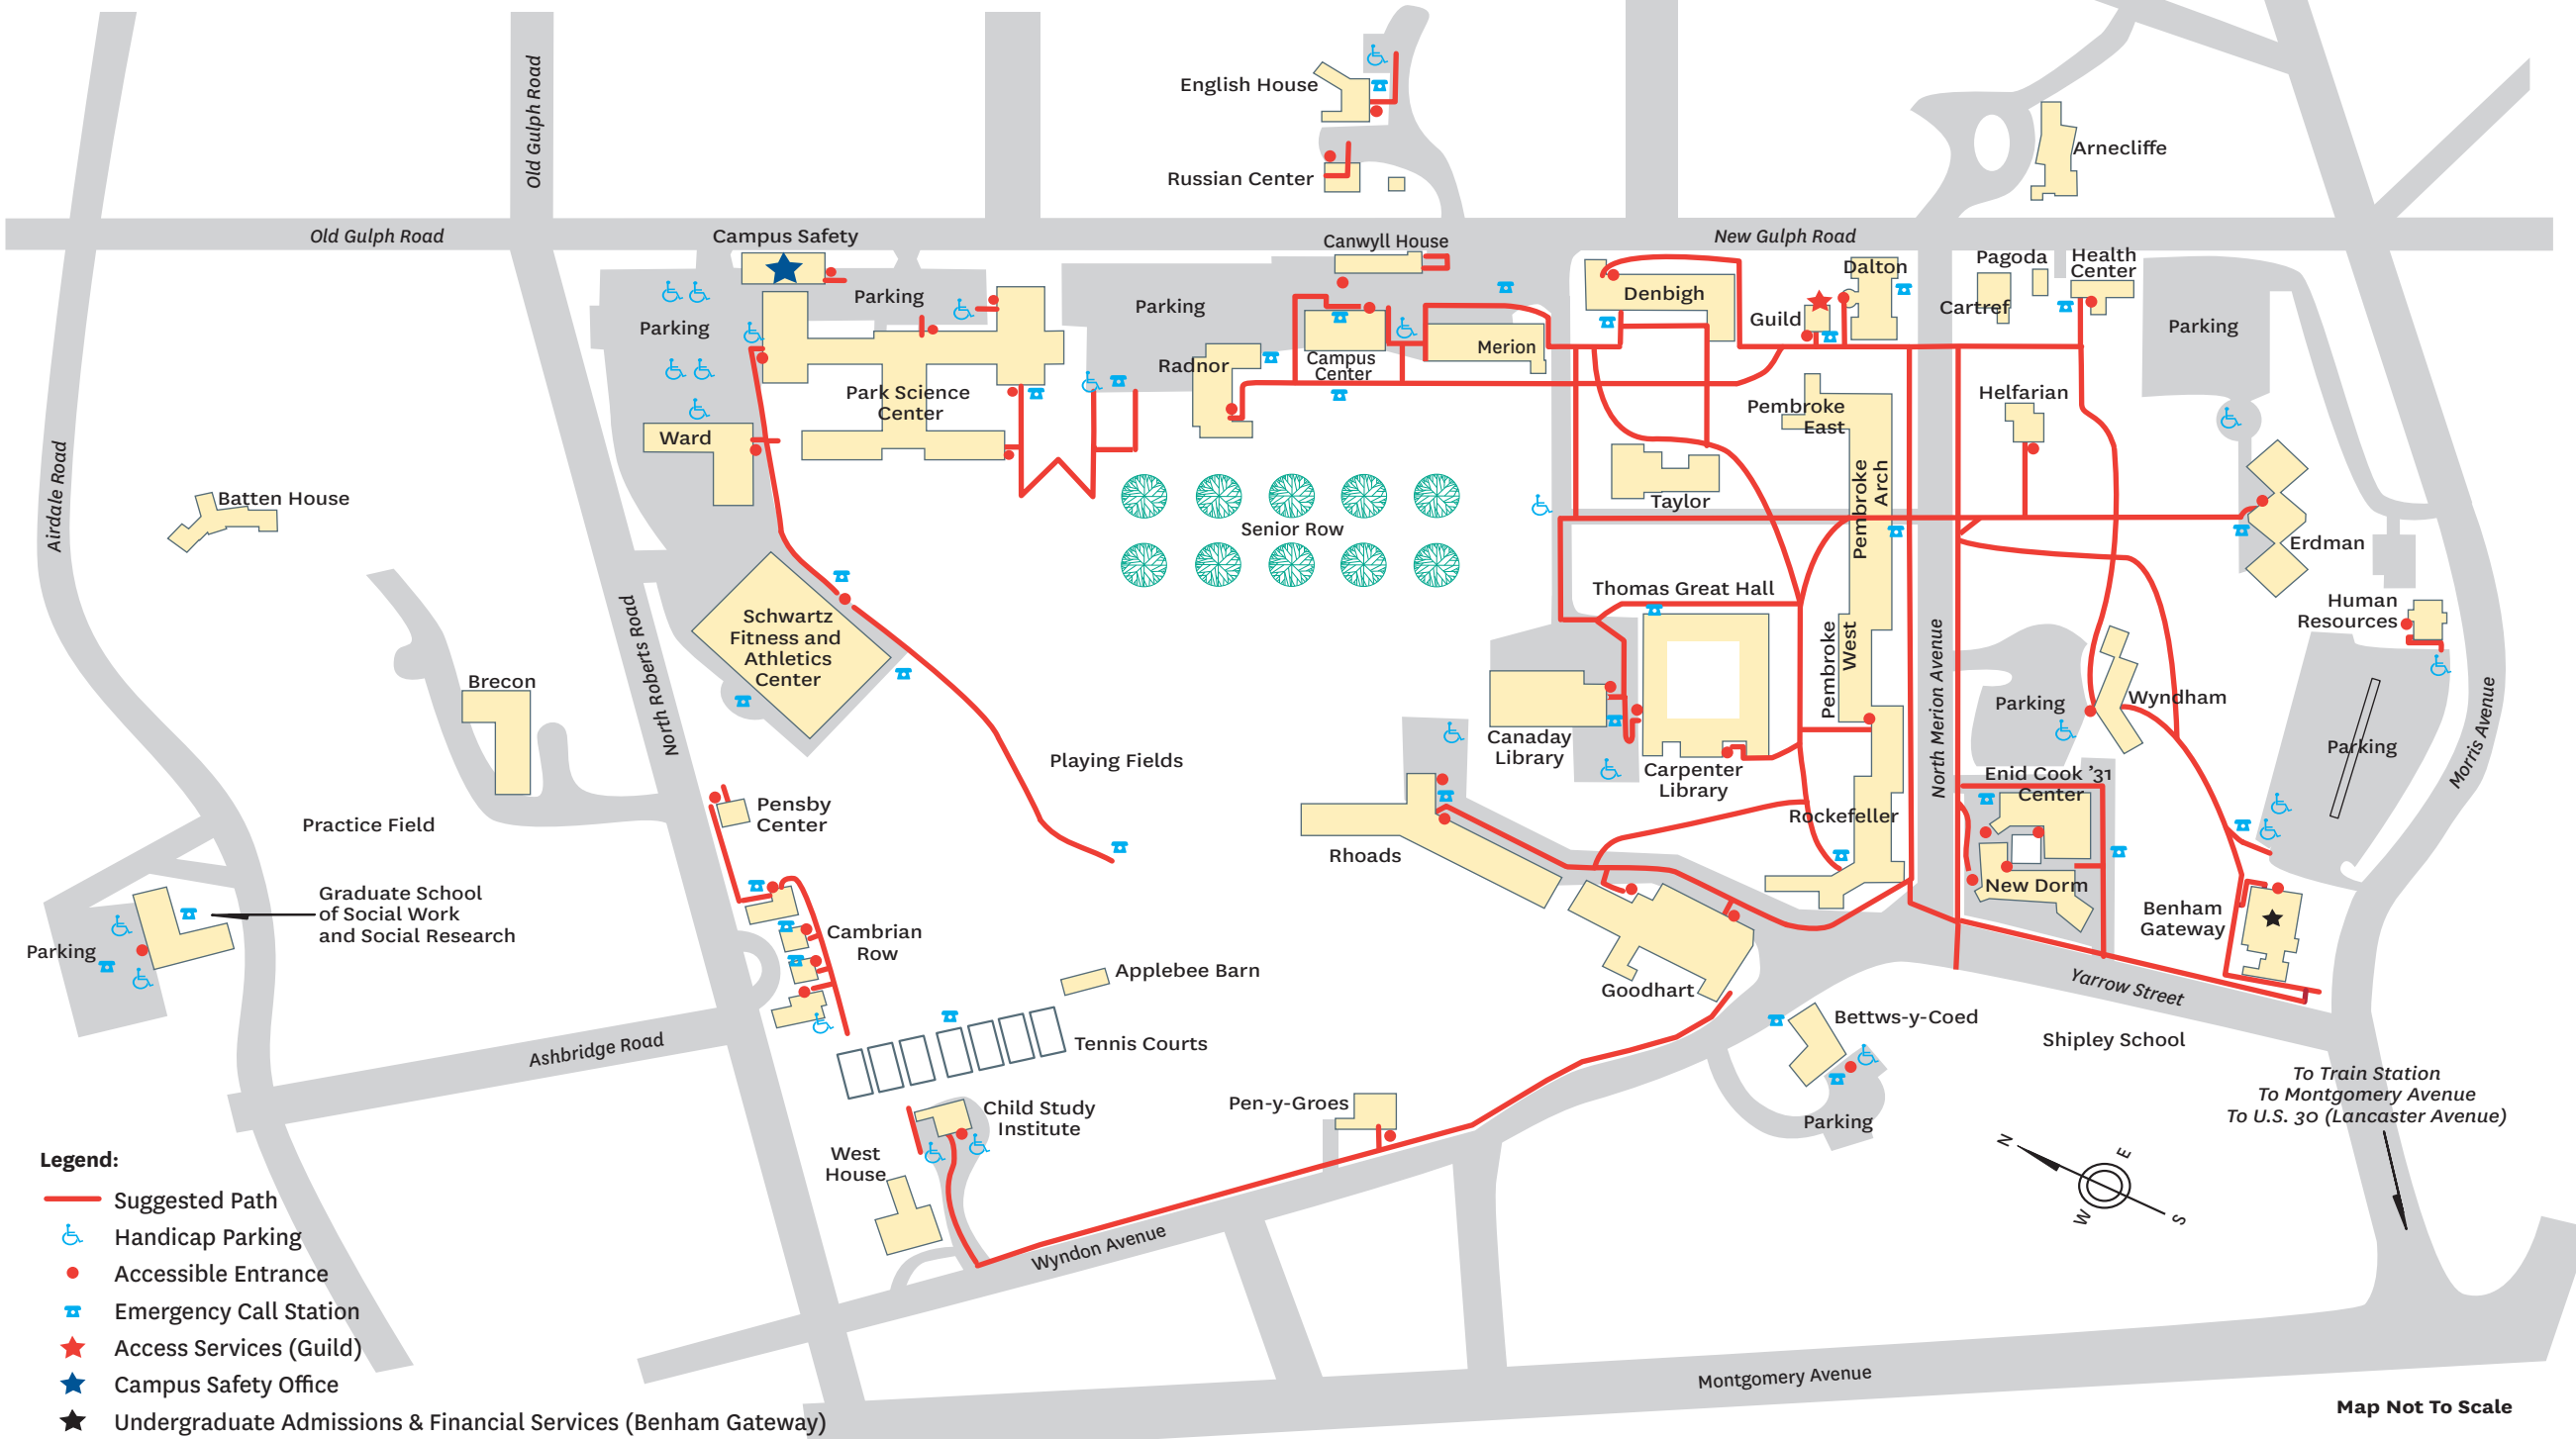 Old Gulph Road
English House
Russian Center
Arnecliffe
Old Gulph Road
Campus Safety
Canwyll House
New Gulph Road
Parking
Parking
Parking
Denbigh
Dalton
Pagoda
Health
Center
Cartref
Guild
Parking
Radnor
Campus
Center
Merion
Park Science
Center
Ward
Pembroke
East
Helfarian
Airdale Road
Batten House
Senior Row
Taylor
Pembroke
Arch
Erdman
Thomas Great Hall
Human
Resources
Schwartz
Fitness and
Athletics
Center
North Roberts Road
Brecon
Pembroke
West
North Merion Avenue
Parking
Wyndham
Morris Avenue
Parking
Playing Fields
Canaday
Library
Carpenter
Library
Enid Cook ’31
Center
Pensby
Center
Practice Field
Rhoads
Rockefeller
New Dorm
Graduate School
of Social Work
and Social Research
Parking
Cambrian
Row
Benham
Gateway
Applebee Barn
Goodhart
Yarrow Street
Bettws-y-Coed
Shipley School
Ashbridge Road
Tennis Courts
To Train Station
To Montgomery Avenue
To U.S. 30 (Lancaster Avenue)
Child Study
Institute
Pen-y-Groes
Parking
West
House
N
E
W
S
Wyndon Avenue
Montgomery Avenue
Legend:
Suggested Path
Handicap Parking
Accessible Entrance
Emergency Call Station
Access Services (Guild)
Campus Safety Office
Undergraduate Admissions & Financial Services (Benham Gateway)
Map Not To Scale